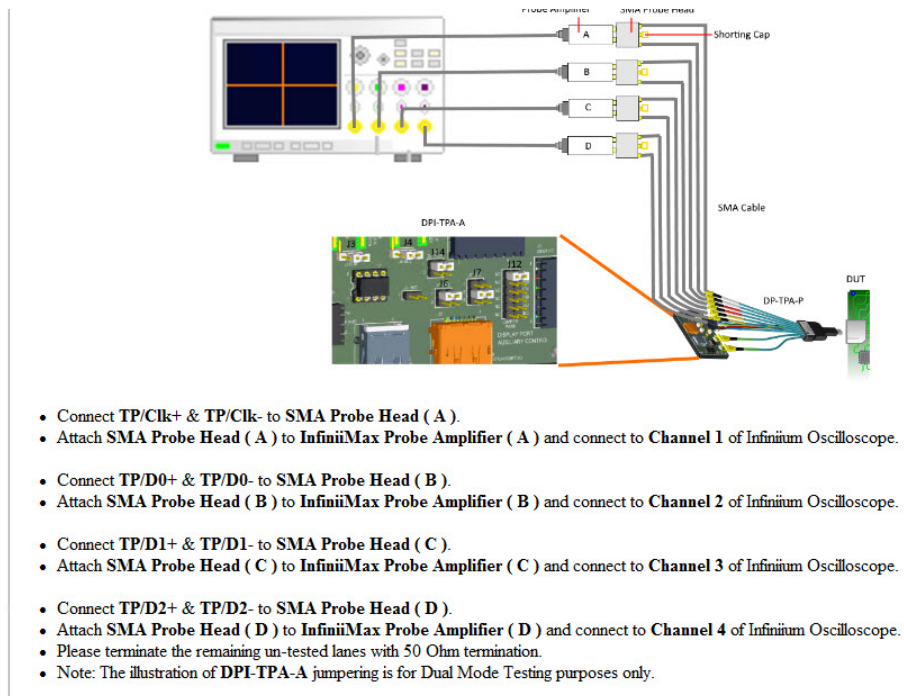 Probe Amplifier
SMA Probe Head
A
Shorting Cap
B
C
D
SMA Cable
DPI-TPA-A
J3
J4
J14
J12
J6
J7
DISPLAY PORT
AUXILIARY CONTROL
DP-TPA-P
DUT
• Connect TP/Clk+ & TP/Clk- to SMA Probe Head ( A ).
• Attach SMA Probe Head ( A ) to InfiniiMax Probe Amplifier ( A ) and connect to Channel 1 of Infiniium Oscilloscope.
• Connect TP/D0+ & TP/D0- to SMA Probe Head ( B ).
• Attach SMA Probe Head ( B ) to InfiniiMax Probe Amplifier ( B ) and connect to Channel 2 of Infiniium Oscilloscope.
• Connect TP/D1+ & TP/D1- to SMA Probe Head ( C ).
• Attach SMA Probe Head ( C ) to InfiniiMax Probe Amplifier ( C ) and connect to Channel 3 of Infiniium Oscilloscope.
• Connect TP/D2+ & TP/D2- to SMA Probe Head ( D ).
• Attach SMA Probe Head ( D ) to InfiniiMax Probe Amplifier ( D ) and connect to Channel 4 of Infiniium Oscilloscope.
• Please terminate the remaining un-tested lanes with 50 Ohm termination.
• Note: The illustration of DPI-TPA-A jumpering is for Dual Mode Testing purposes only.